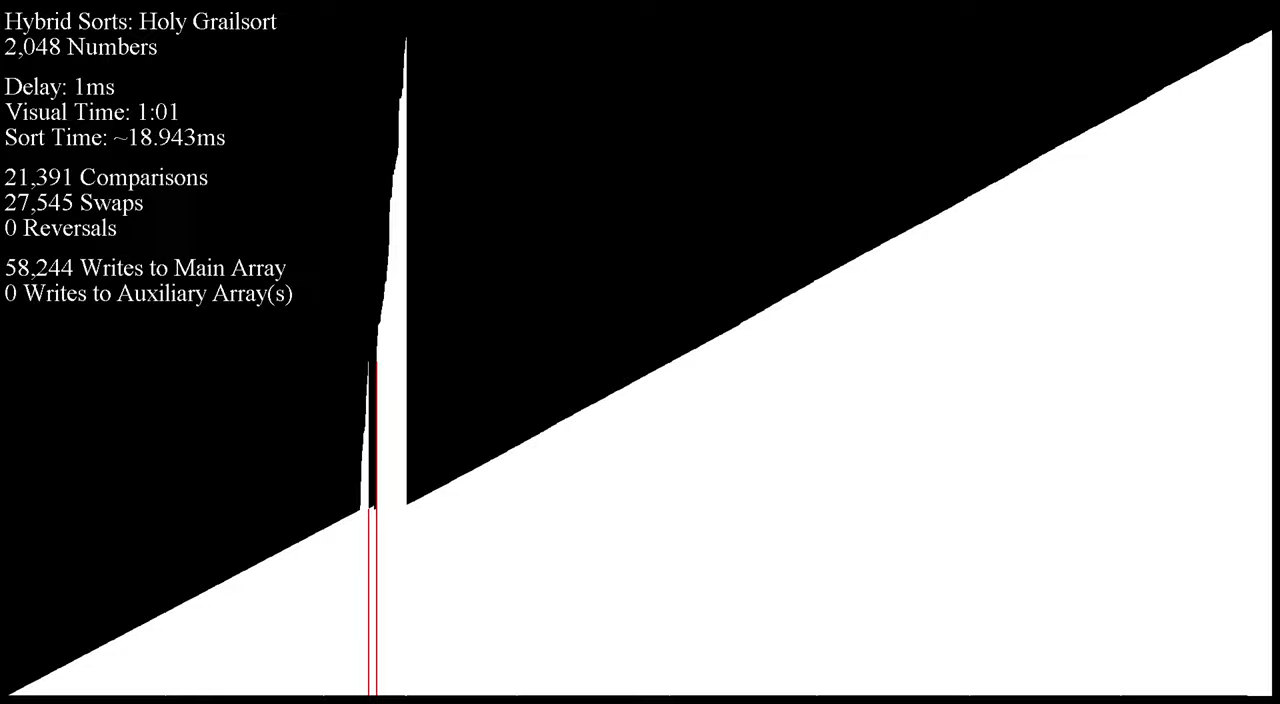 Hybrid Sorts: Holy Grailsort
2,048 Numbers
Delay: 1ms
Visual Time: 1:01
Sort Time: ~18.943ms
21,391 Comparisons
27,545 Swaps
0 Reversals
58,244 Writes to Main Array
0 Writes to Auxiliary Array(s)